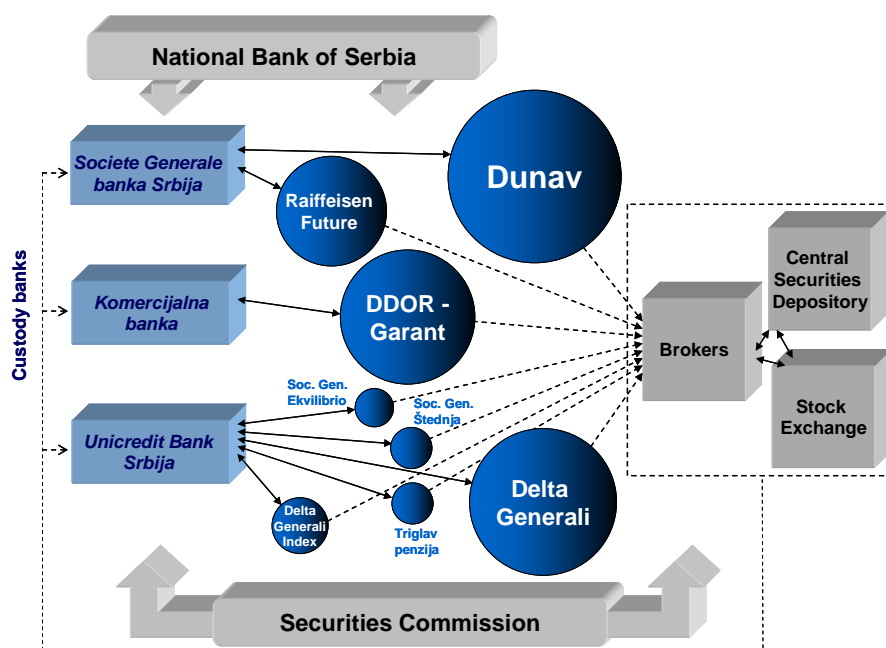 National Bank of Serbia
Societe Generale
banka Srbija
Dunav
Raiffeisen
Future
Central
Securities
Depository
Custody banks
Komercijalna
banka
DDOR -
Garant
Brokers
Soc. Gen.
Ekvilibrio
Soc. Gen.
Štednja
Stock
Exchange
Unicredit Bank
Srbija
Delta
Generali
Delta
Generali
Index
Triglav
penzija
Securities Commission